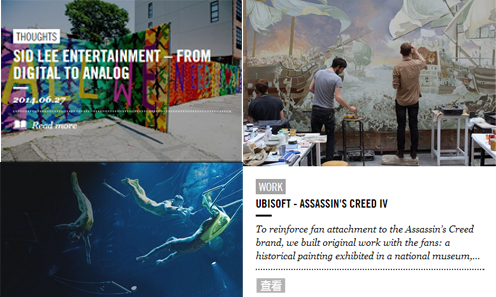 THOUGHTS
SID LEE ENTERTAINMENT – FROM
DIGITAL TO ANALOG
2014.06.27
Read more
WORK
UBISOFT - ASSASSIN'S CREED IV
To reinforce fan attachment to the Assassin's Creed
brand, we built original work with the fans: a
historical painting exhibited in a national museum,...
查看